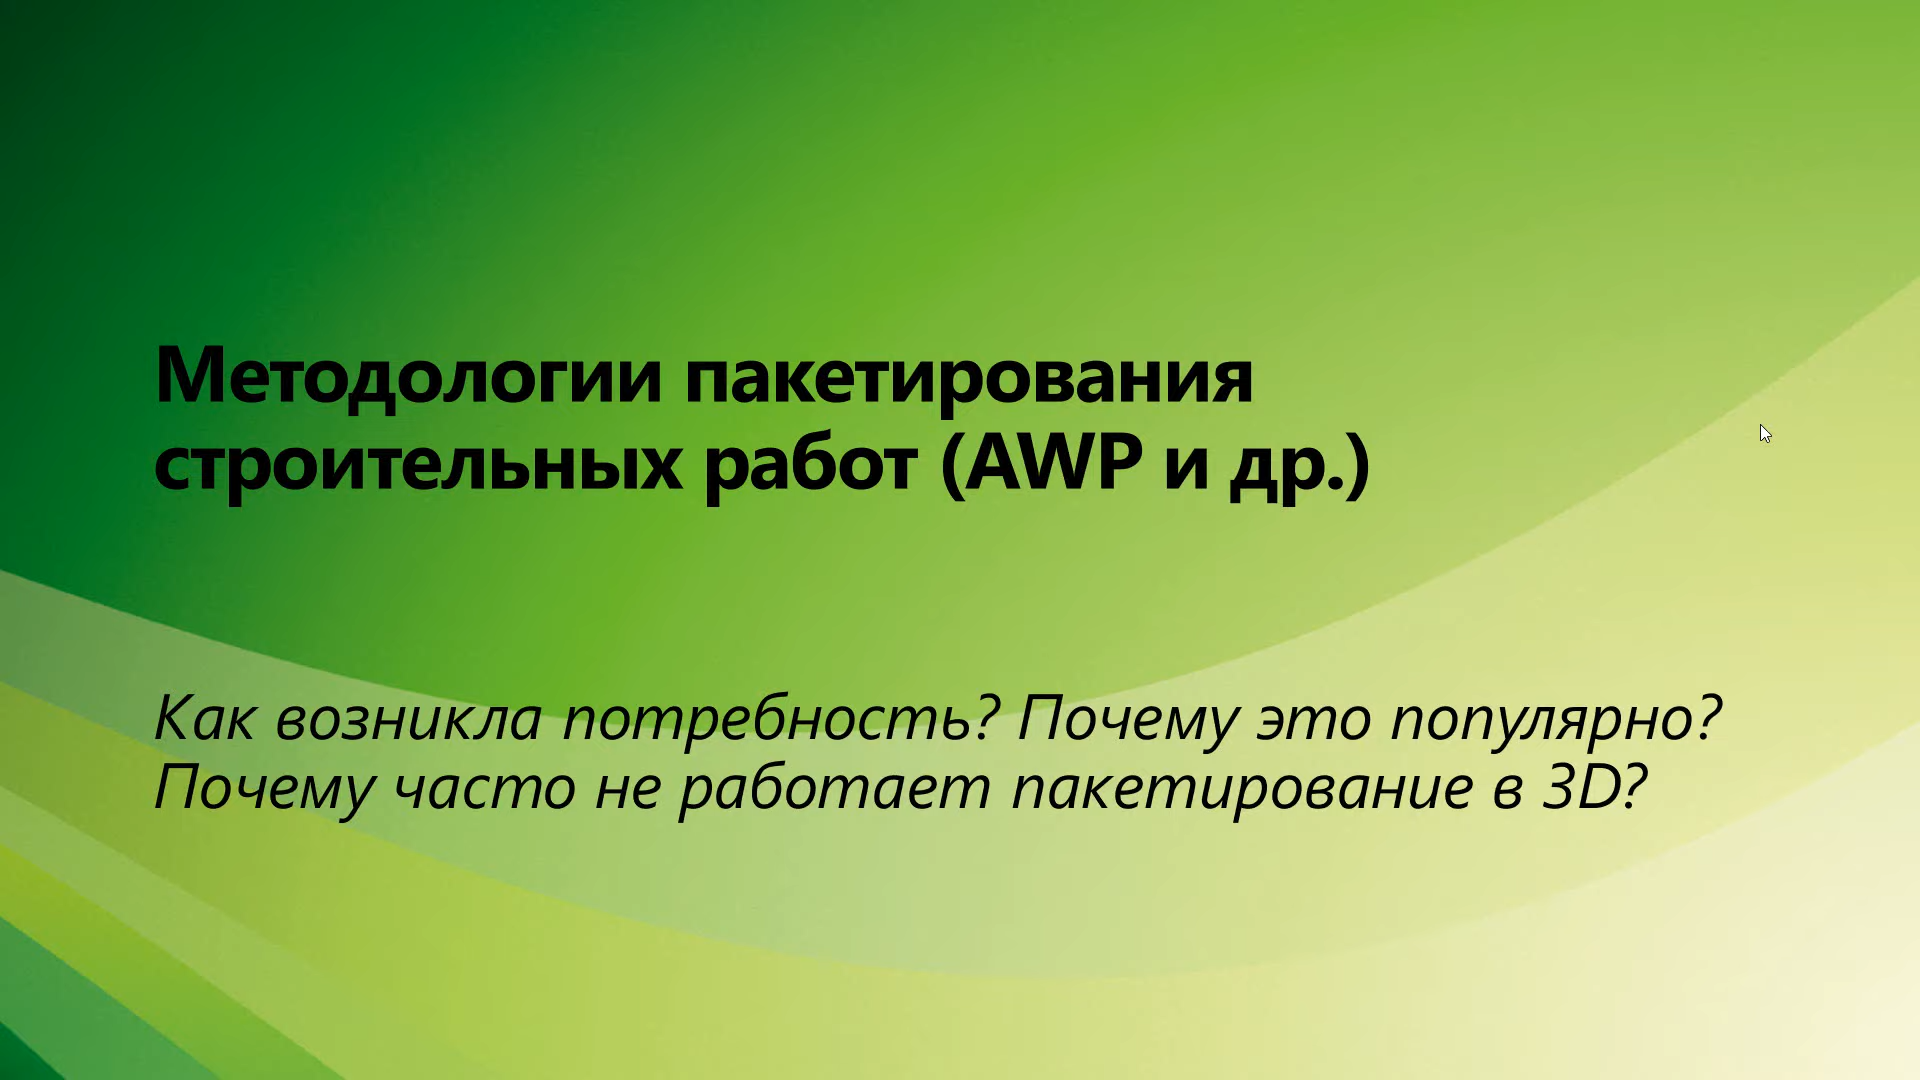 Методологии пакетирования
строительных работ (AWP и др.)
Как возникла потребность? Почему это популярно?
Почему часто не работает пакетирование в 3D?